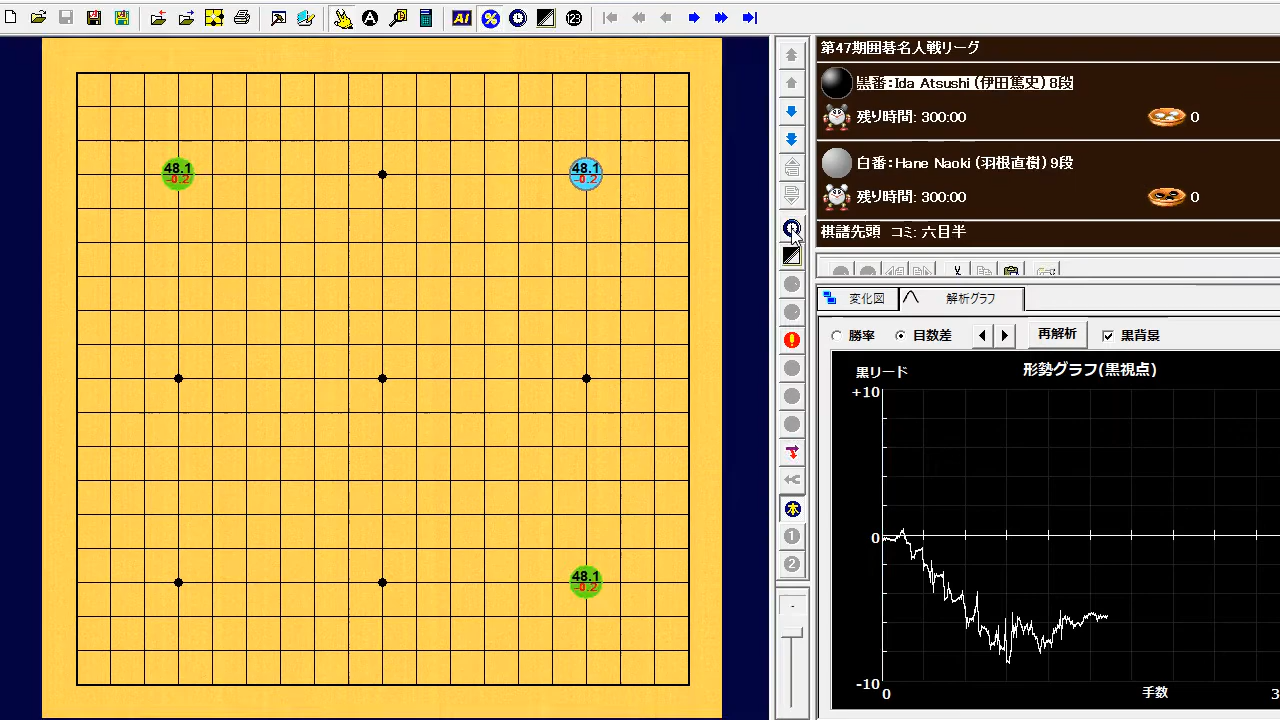 A
AI
%
123
第47期囲碁名人戦リーグ
黒番:Ida Atsushi (伊田篤史) 8段
残り時間: 300:00
0
白番:Hane Naoki (羽根直樹) 9段
残り時間: 300:00
0
棋譜先頭 コミ: 六目半
変化図
解析グラフ
勝率
目数差
再解析
黒背景
黒リード
形勢グラフ(黒視点)
+10
0
-10
0
手数
3
48.1
-0.2
48.1
-0.2
48.1
-0.2
本
1
2
-